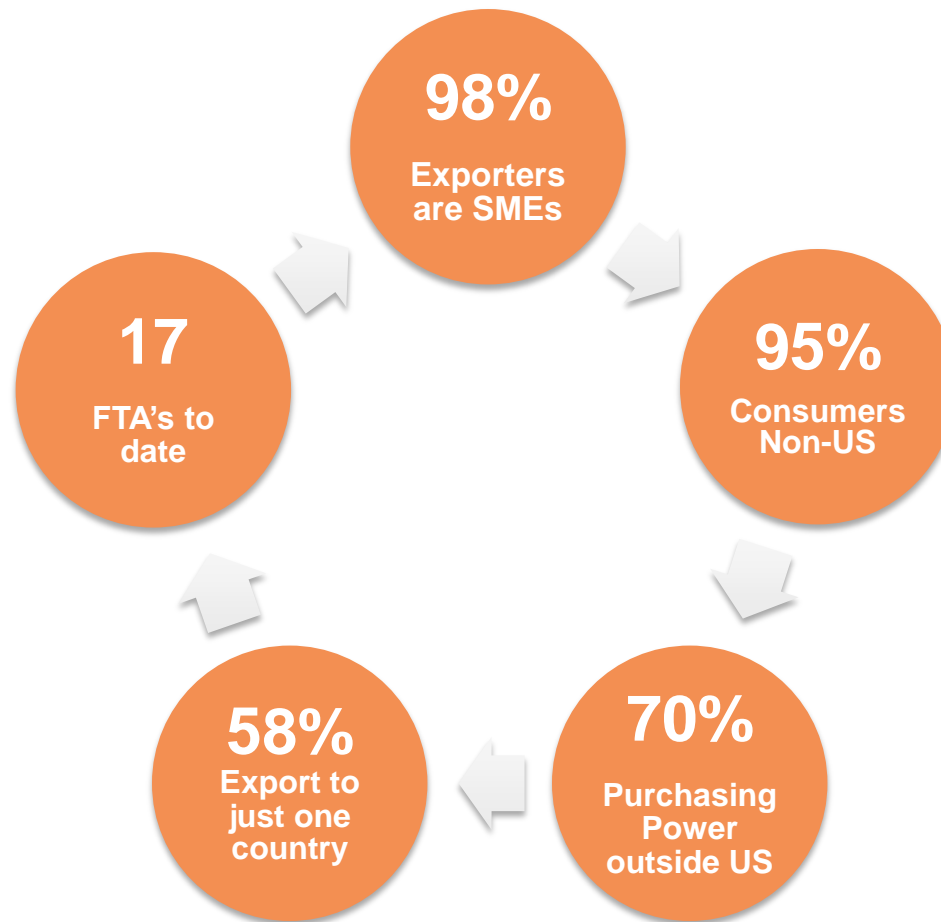 98%
Exporters
are SMEs
95%
Consumers
Non-US
70%
Purchasing
Power
outside US
58%
Export to
just one
country
17
FTA's to
date